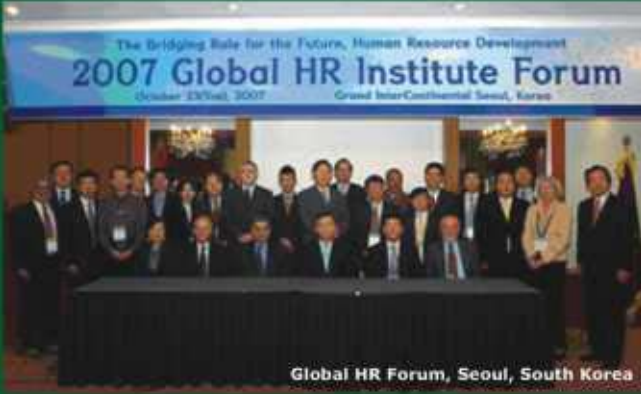 The Bridging Role for the Future, Human Resource Development
2007 Global HR Institute Forum
October 23(Tue), 2007 Grand InterContinental Seoul, Korea
Global HR Forum, Seoul, South Korea